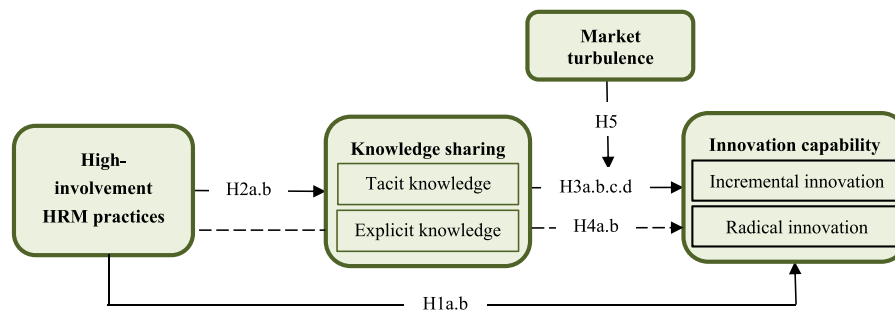 Market
turbulence
H5
High-
involvement
HRM practices
H2a.b
Knowledge sharing
Tacit knowledge
Explicit knowledge
H3a.b.c.d
H4a.b
Innovation capability
Incremental innovation
Radical innovation
H1a.b